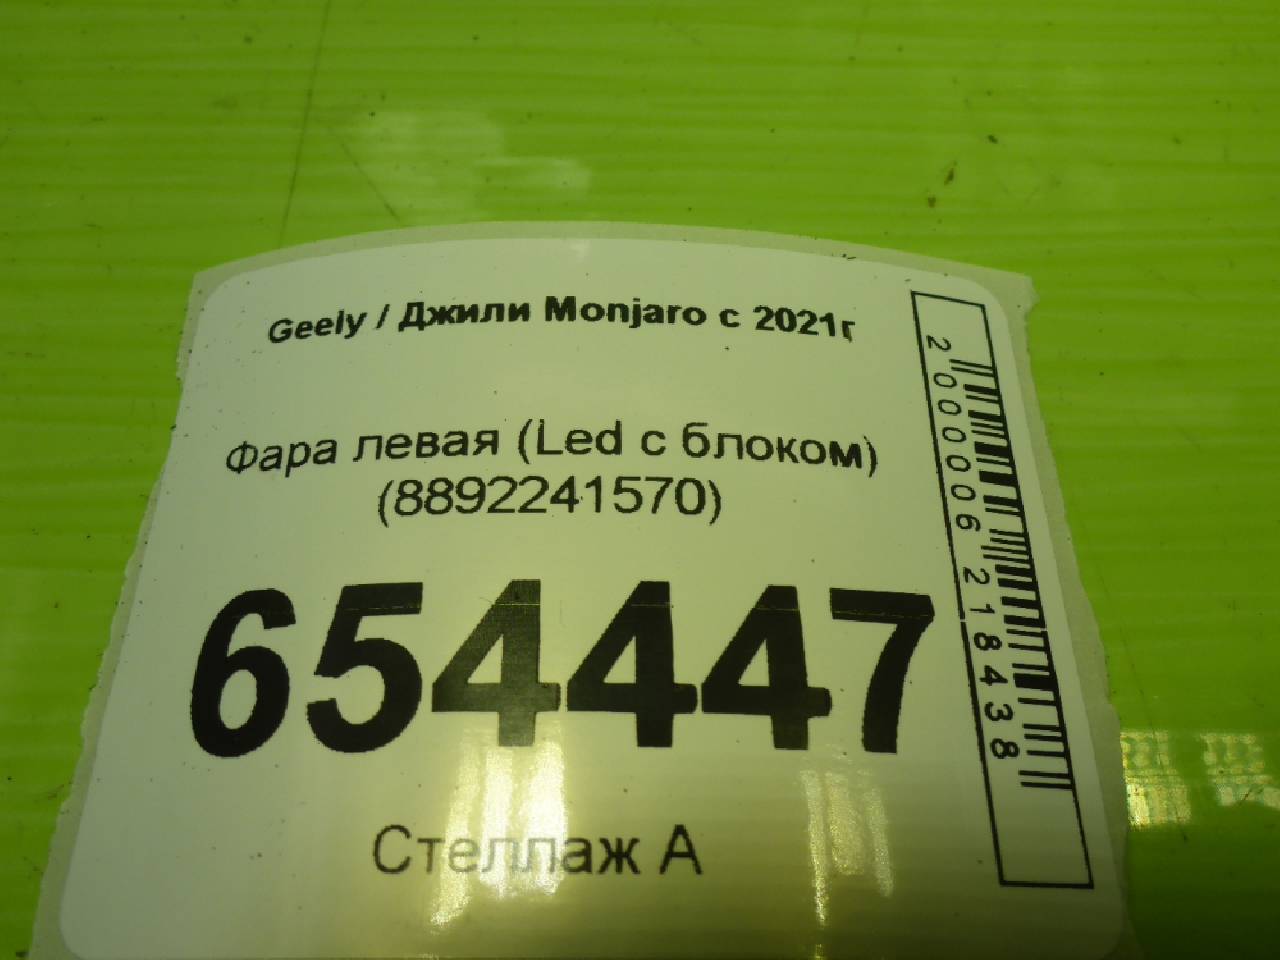 Geely / Джили Monjaro с 2021г
Фара левая (Led с блоком)
(8892241570)
654447
Стеллаж А
2000006218438